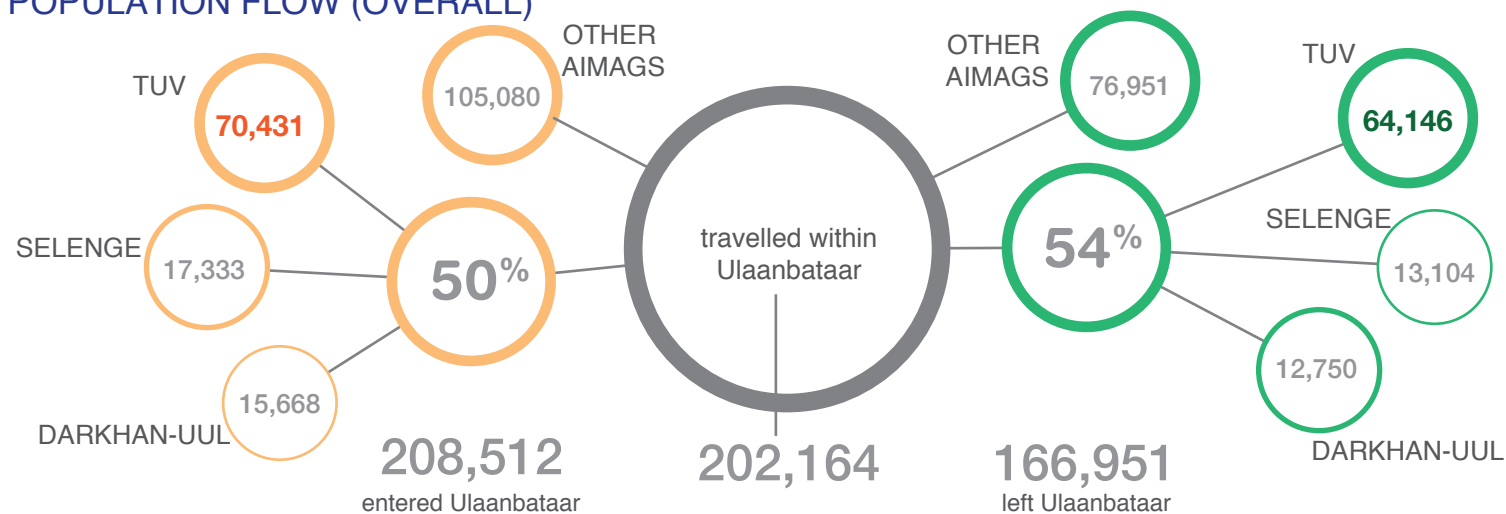 POPULATION FLOW (OVERALL)
TUV
70,431
OTHER
AIMAGS
105,080
SELENGE
17,333
50%
DARKHAN-UUL
15,668
208,512
entered Ulaanbataar
travelled within
Ulaanbataar
202,164
OTHER
AIMAGS
76,951
TUV
64,146
54%
SELENGE
13,104
12,750
DARKHAN-UUL
166,951
left Ulaanbataar